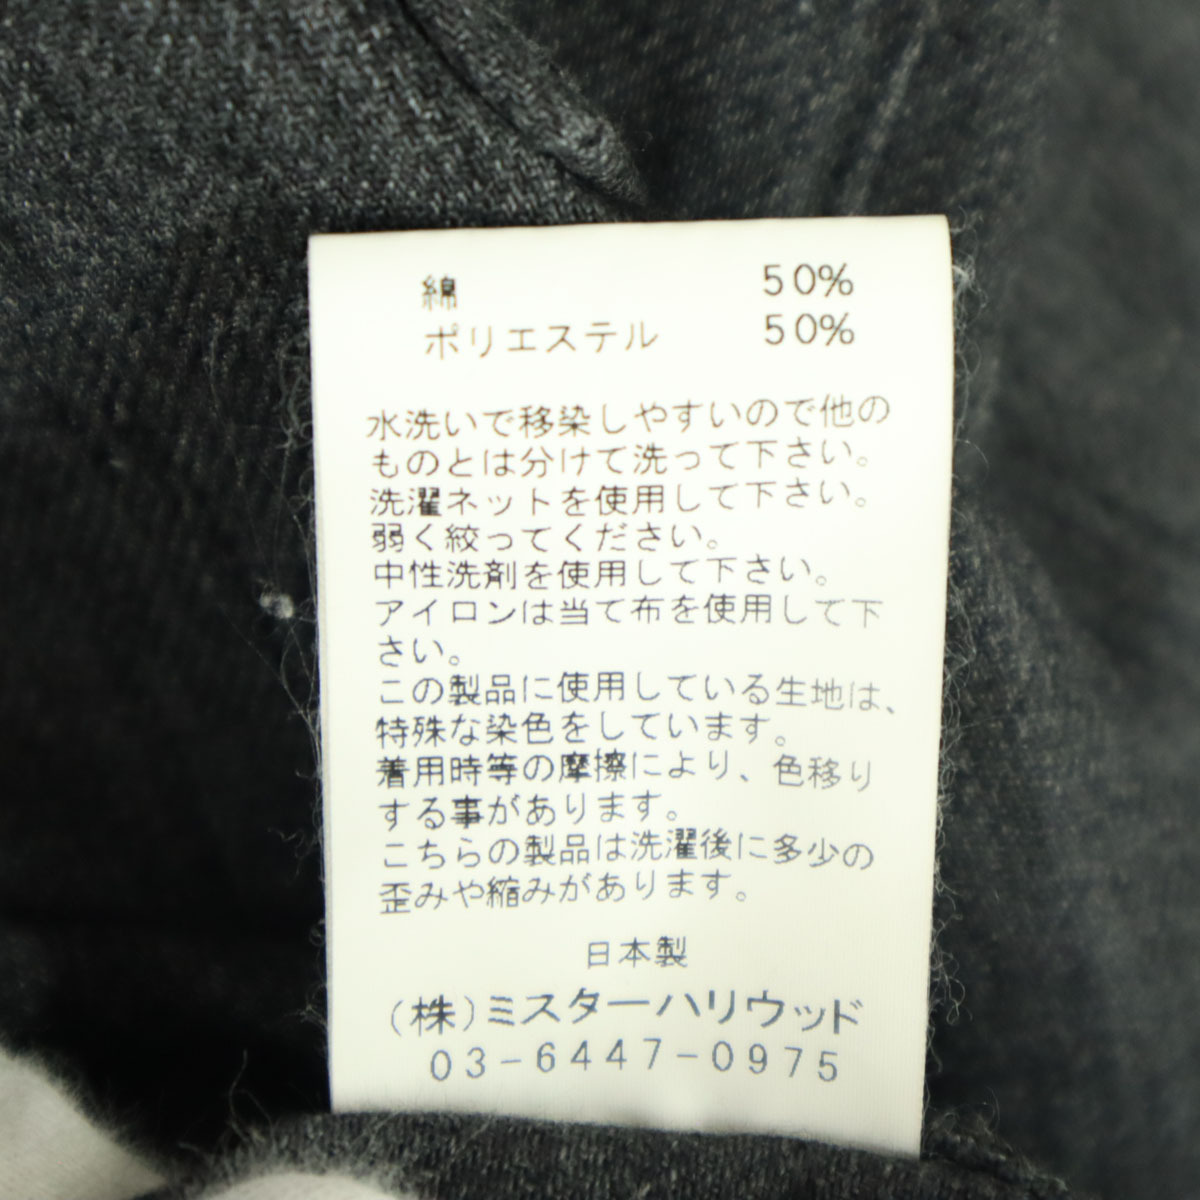 綿 50%
ポリエステル 50%
水洗いで移染しやすいので他の
ものとは分けて洗って下さい。
洗濯ネットを使用して下さい。
弱く絞ってください。
中性洗剤を使用して下さい。
アイロンは当て布を使用して下
さい。
この製品に使用している生地は、
特殊な染色をしています。
着用時等の摩擦により、色移り
する事があります。
こちらの製品は洗濯後に多少の
歪みや縮みがあります。
日本製
(株)ミスターハリウッド
03-6447-0975